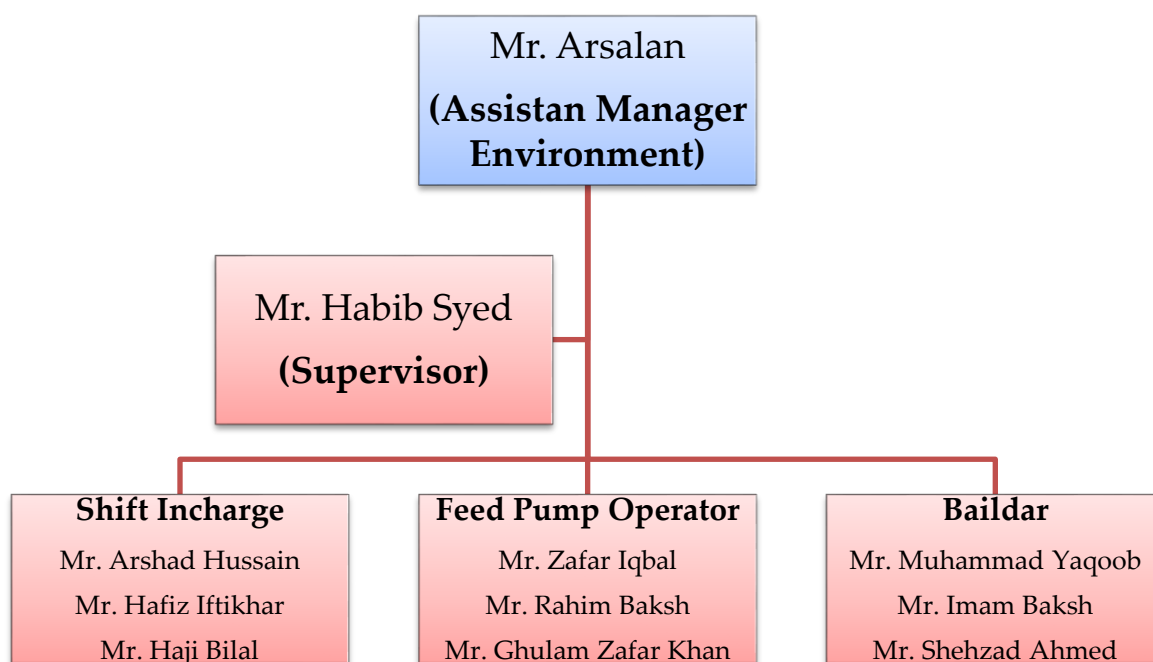 Mr. Arsalan
(Assistan Manager
Environment)
Mr. Habib Syed
(Supervisor)
Shift Incharge
Mr. Arshad Hussain
Mr. Hafiz Iftikhar
Mr. Haji Bilal
Feed Pump Operator
Mr. Zafar Iqbal
Mr. Rahim Baksh
Mr. Ghulam Zafar Khan
Baildar
Mr. Muhammad Yaqoob
Mr. Imam Baksh
Mr. Shehzad Ahmed